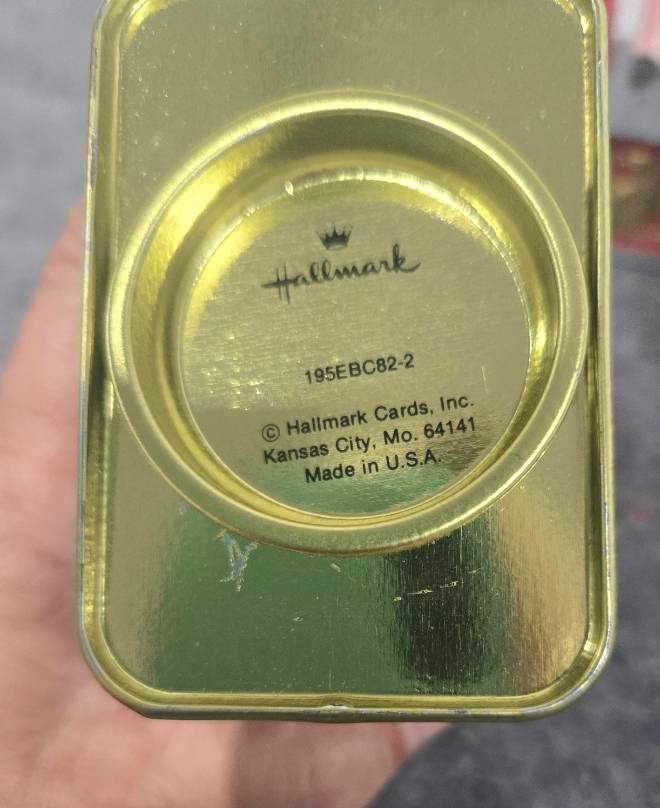 Hallmark
195EBC82-2
© Hallmark Cards, Inc.
Kansas City, Mo. 64141
Made in U.S.A.